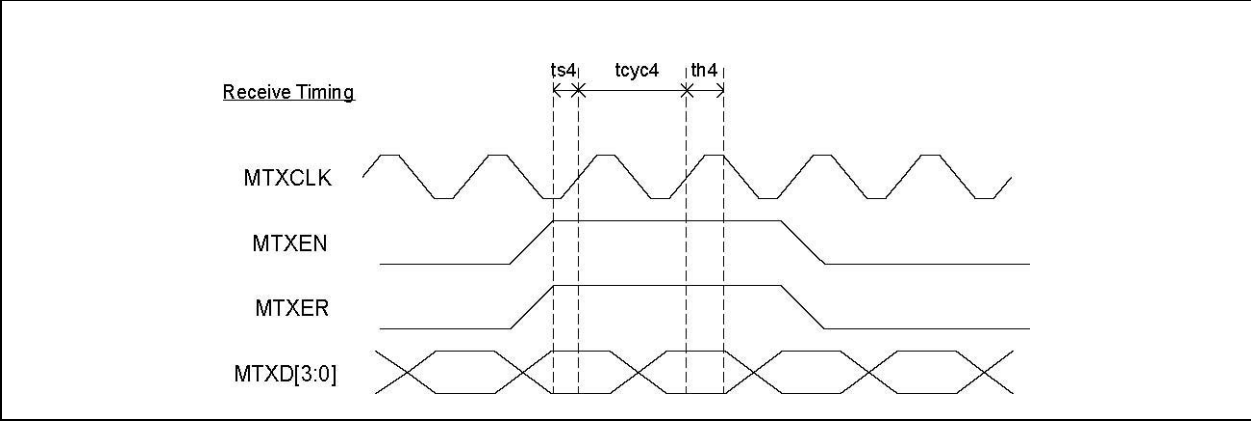 ts4 tcyc4 th4
Receive Timing
MTXCLK
MTXEN
MTXER
MTXD[3:0]